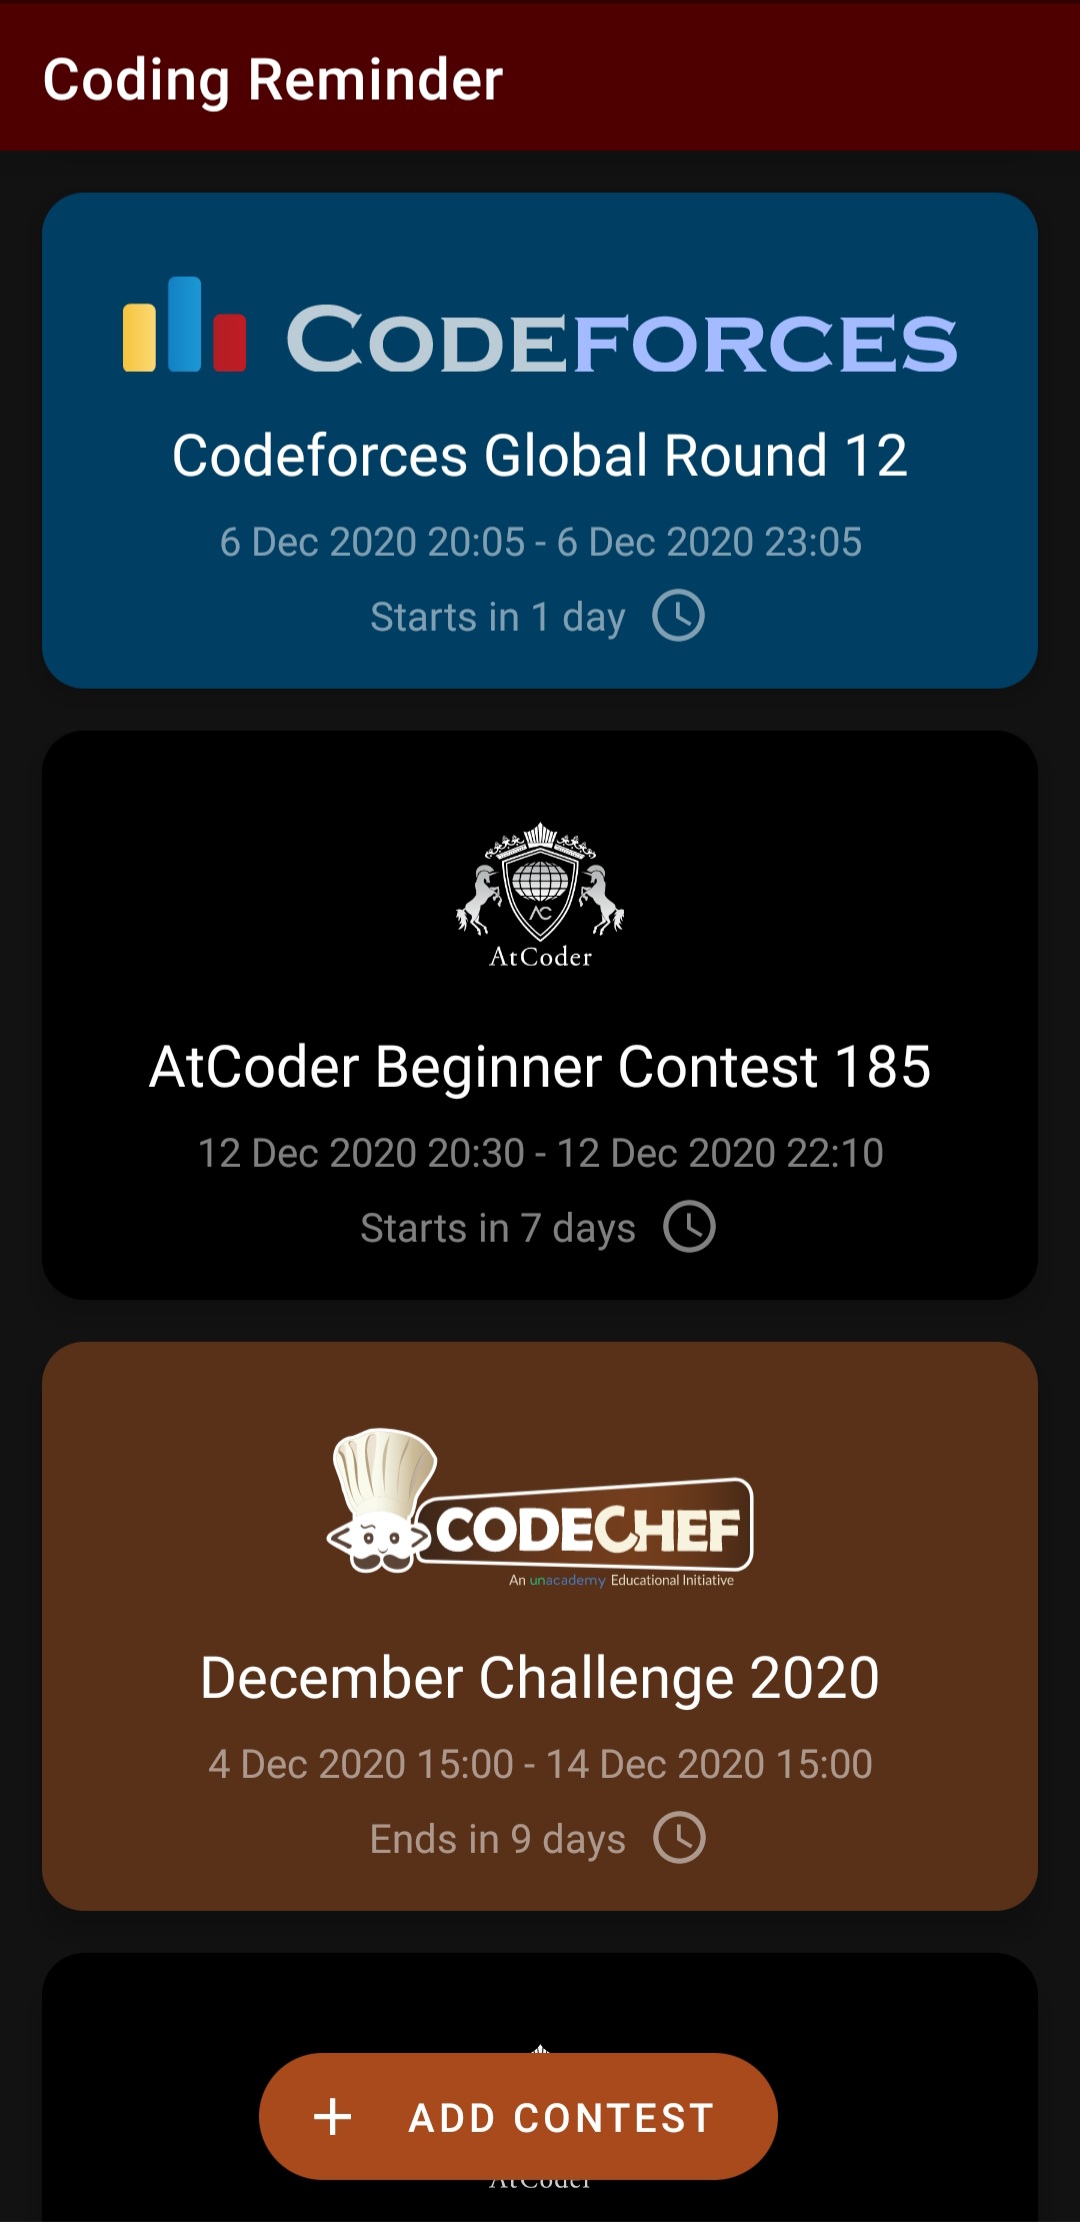 Coding Reminder
CODEFORCES
Codeforces Global Round 12
6 Dec 2020 20:05 - 6 Dec 2020 23:05
Starts in 1 day
AC
AtCoder
AtCoder Beginner Contest 185
12 Dec 2020 20:30 - 12 Dec 2020 22:10
Starts in 7 days
CODECHEF
An unacademy Educational Initiative
December Challenge 2020
4 Dec 2020 15:00 - 14 Dec 2020 15:00
Ends in 9 days
+ ADD CONTEST